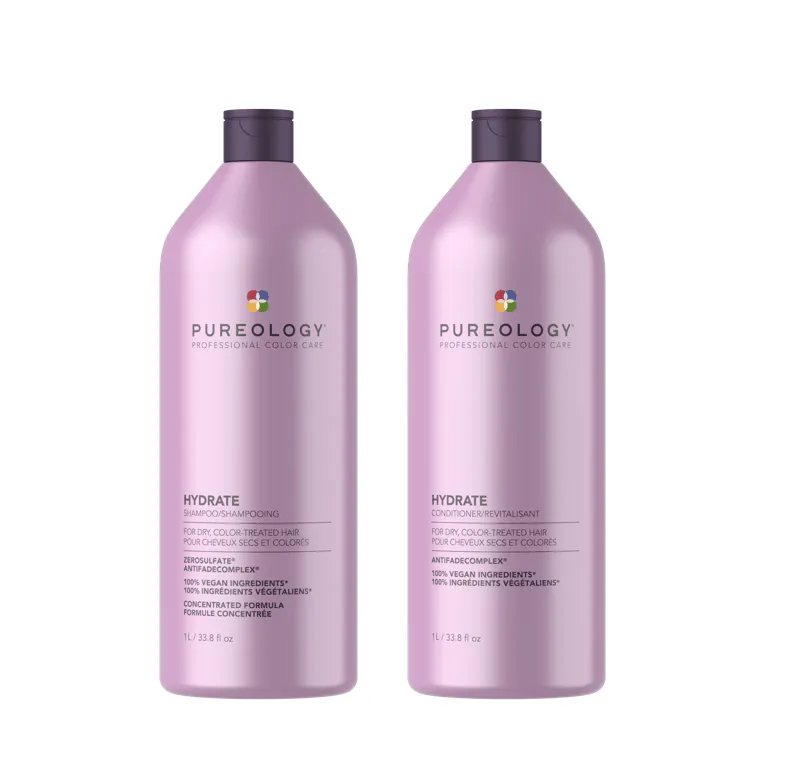 PUREOLOGY®
PROFESSIONAL COLOR CARE
HYDRATE
SHAMPOO/SHAMPOOING
FOR DRY, COLOR-TREATED HAIR
POUR CHEVEUX SECS ET COLORÉS
ZEROSULFATE®
ANTIFADECOMPLEX®
100% VEGAN INGREDIENTS*
100% INGRÉDIENTS VÉGÉTALIENS*
CONCENTRATED FORMULA
FORMULE CONCENTRÉE
1L / 33.8 fl oz
PUREOLOGY®
PROFESSIONAL COLOR CARE
HYDRATE
CONDITIONER/REVITALISANT
FOR DRY, COLOR-TREATED HAIR
POUR CHEVEUX SECS ET COLORÉS
ANTIFADECOMPLEX®
100% VEGAN INGREDIENTS*
100% INGRÉDIENTS VÉGÉTALIENS*
1L / 33.8 fl oz